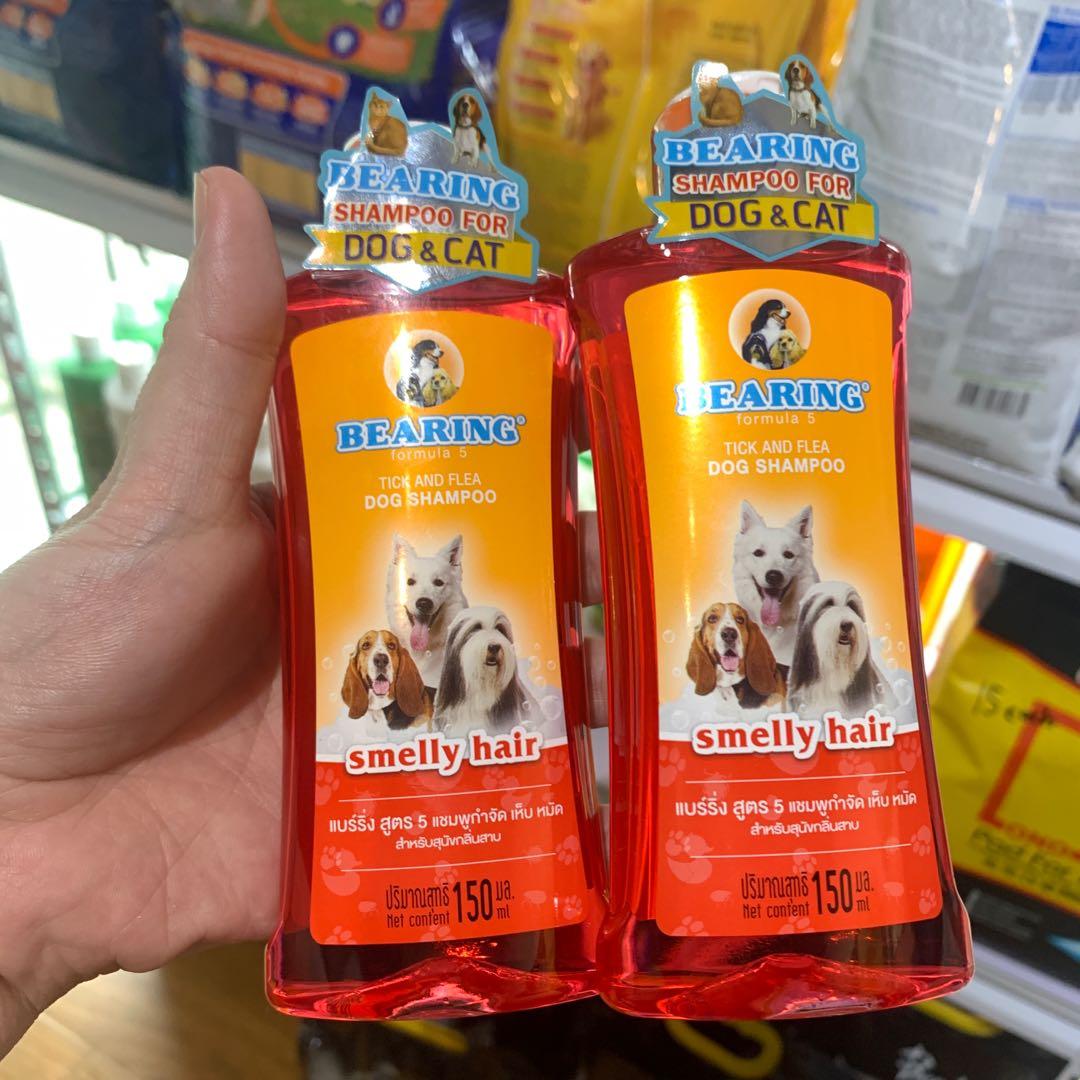 BEARING
SHAMPOO FOR
DOG & CAT
BEARING®
formula 5
TICK AND FLEA
DOG SHAMPOO
smelly hair
แบร์ริ่ง สูตร 5 แชมพูกำจัด เห็บ หมัด
สำหรับสุนัขกลิ่นสาบ
ปริมาณสุทธิ 150 มล.
Net content 150 ml
BEARING
SHAMPOO FOR
DOG & CAT
BEARING®
formula 5
TICK AND FLEA
DOG SHAMPOO
smelly hair
แบร์ริ่ง สูตร 5 แชมพูกำจัด เห็บ หมัด
สำหรับสุนัขกลิ่นสาบ
ปริมาณสุทธิ 150 มล.
Net content 150 ml